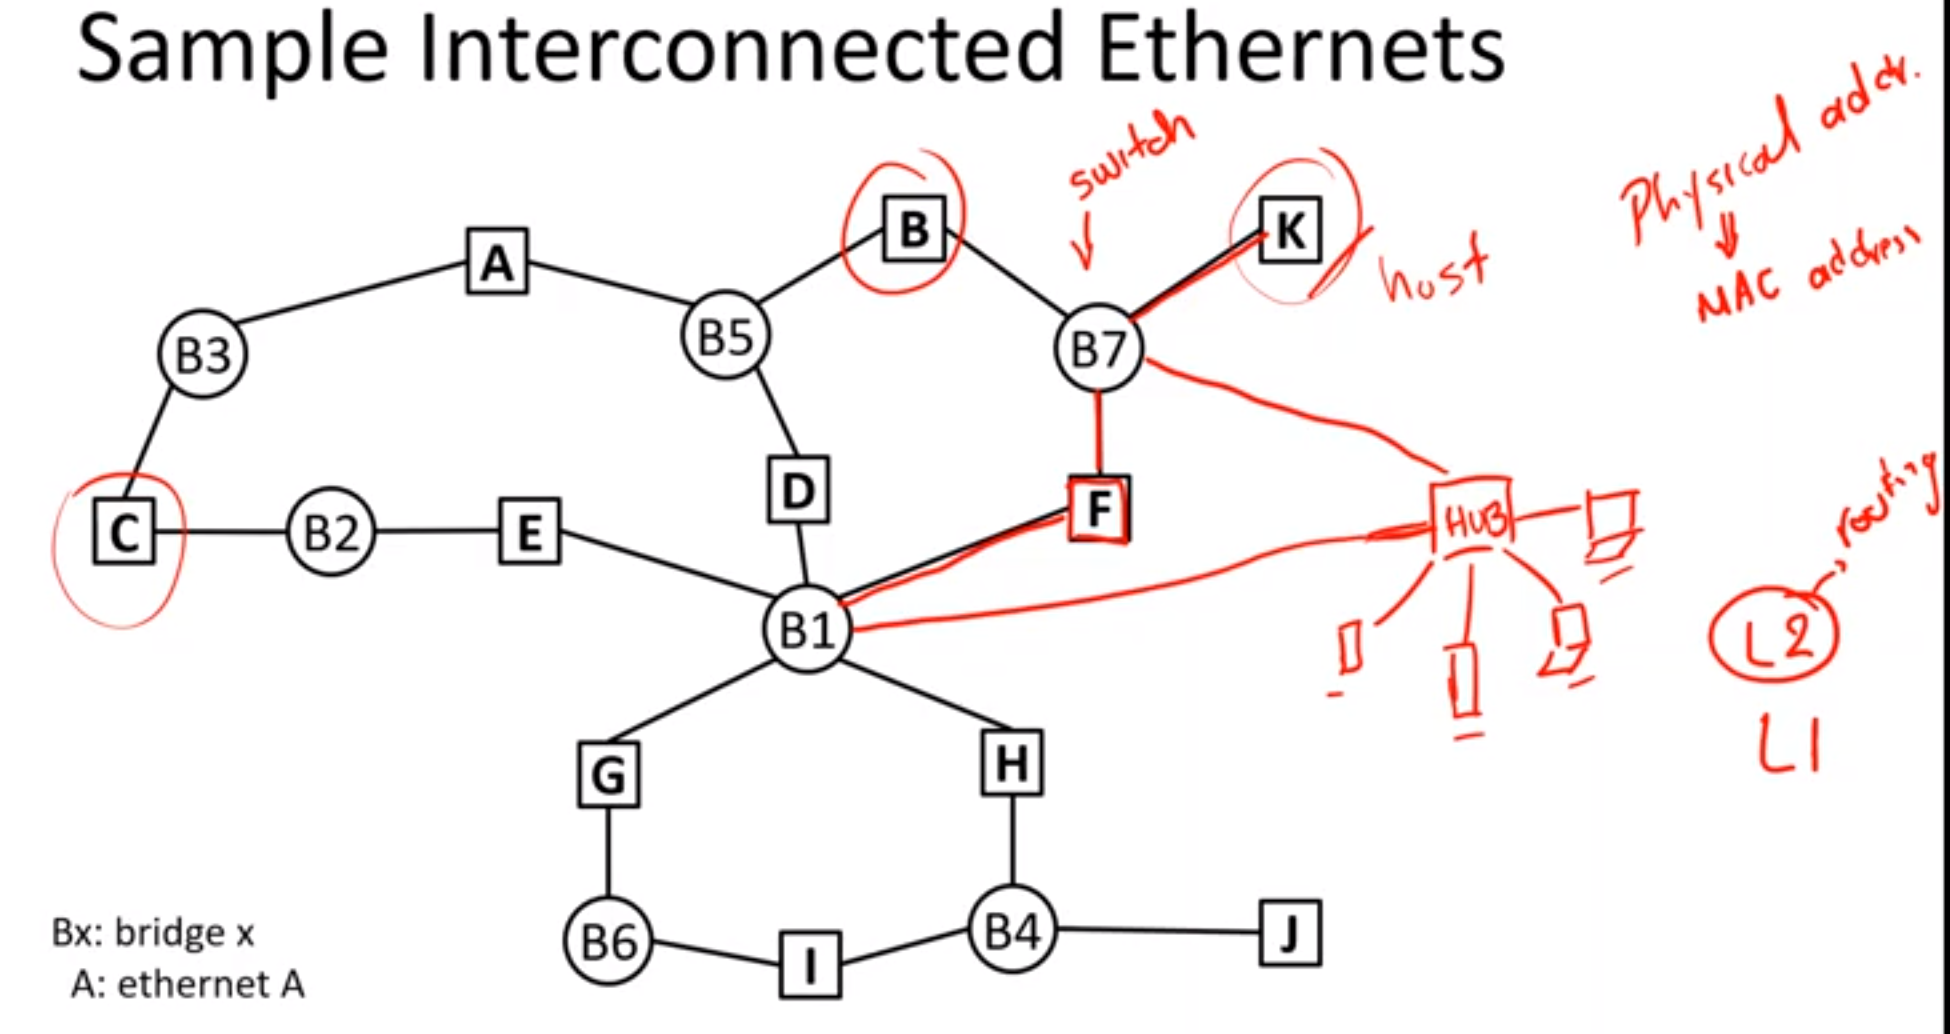 Sample Interconnected Ethernets
switch
Physical addr.
MAC address
host
A
B
K
B3
B5
B7
C
B2
E
D
F
HUB
routing
L2
L1
B1
G
H
B6
I
B4
J
Bx: bridge x
A: ethernet A